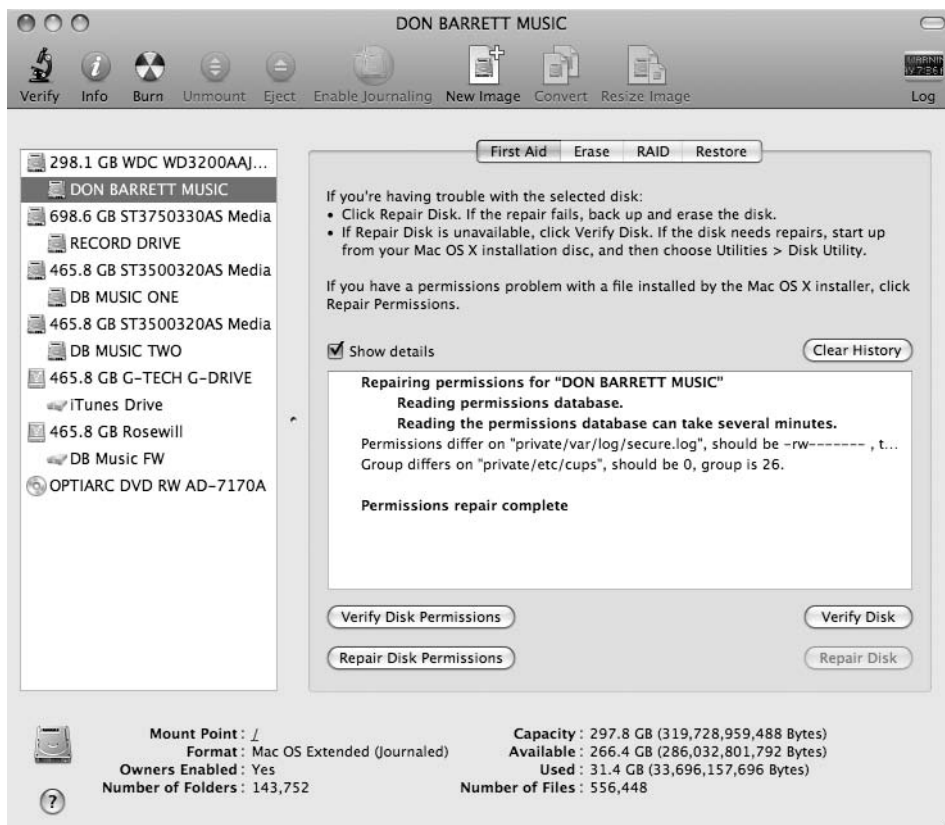 DON BARRETT MUSIC
Verify Info Burn Unmount Eject Enable Journaling New Image Convert Resize Image Log
298.1 GB WDC WD3200AAJ...
DON BARRETT MUSIC
698.6 GB ST3750330AS Media
RECORD DRIVE
465.8 GB ST3500320AS Media
DB MUSIC ONE
465.8 GB ST3500320AS Media
DB MUSIC TWO
465.8 GB G-TECH G-DRIVE
iTunes Drive
465.8 GB Rosewill
DB Music FW
OPTIARC DVD RW AD-7170A
First Aid Erase RAID Restore
If you're having trouble with the selected disk:
• Click Repair Disk. If the repair fails, back up and erase the disk.
• If Repair Disk is unavailable, click Verify Disk. If the disk needs repairs, start up
from your Mac OS X installation disc, and then choose Utilities > Disk Utility.
If you have a permissions problem with a file installed by the Mac OS X installer, click
Repair Permissions.
Show details
Clear History
Repairing permissions for “DON BARRETT MUSIC”
Reading permissions database.
Reading the permissions database can take several minutes.
Permissions differ on "private/var/log/secure.log", should be -rw------- , t...
Group differs on "private/etc/cups", should be 0, group is 26.
Permissions repair complete
Verify Disk Permissions
Verify Disk
Repair Disk Permissions
Repair Disk
Mount Point : /
Format : Mac OS Extended (Journaled)
Owners Enabled : Yes
Number of Folders : 143,752
Capacity : 297.8 GB (319,728,959,488 Bytes)
Available : 266.4 GB (286,032,801,792 Bytes)
Used : 31.4 GB (33,696,157,696 Bytes)
Number of Files : 556,448
?